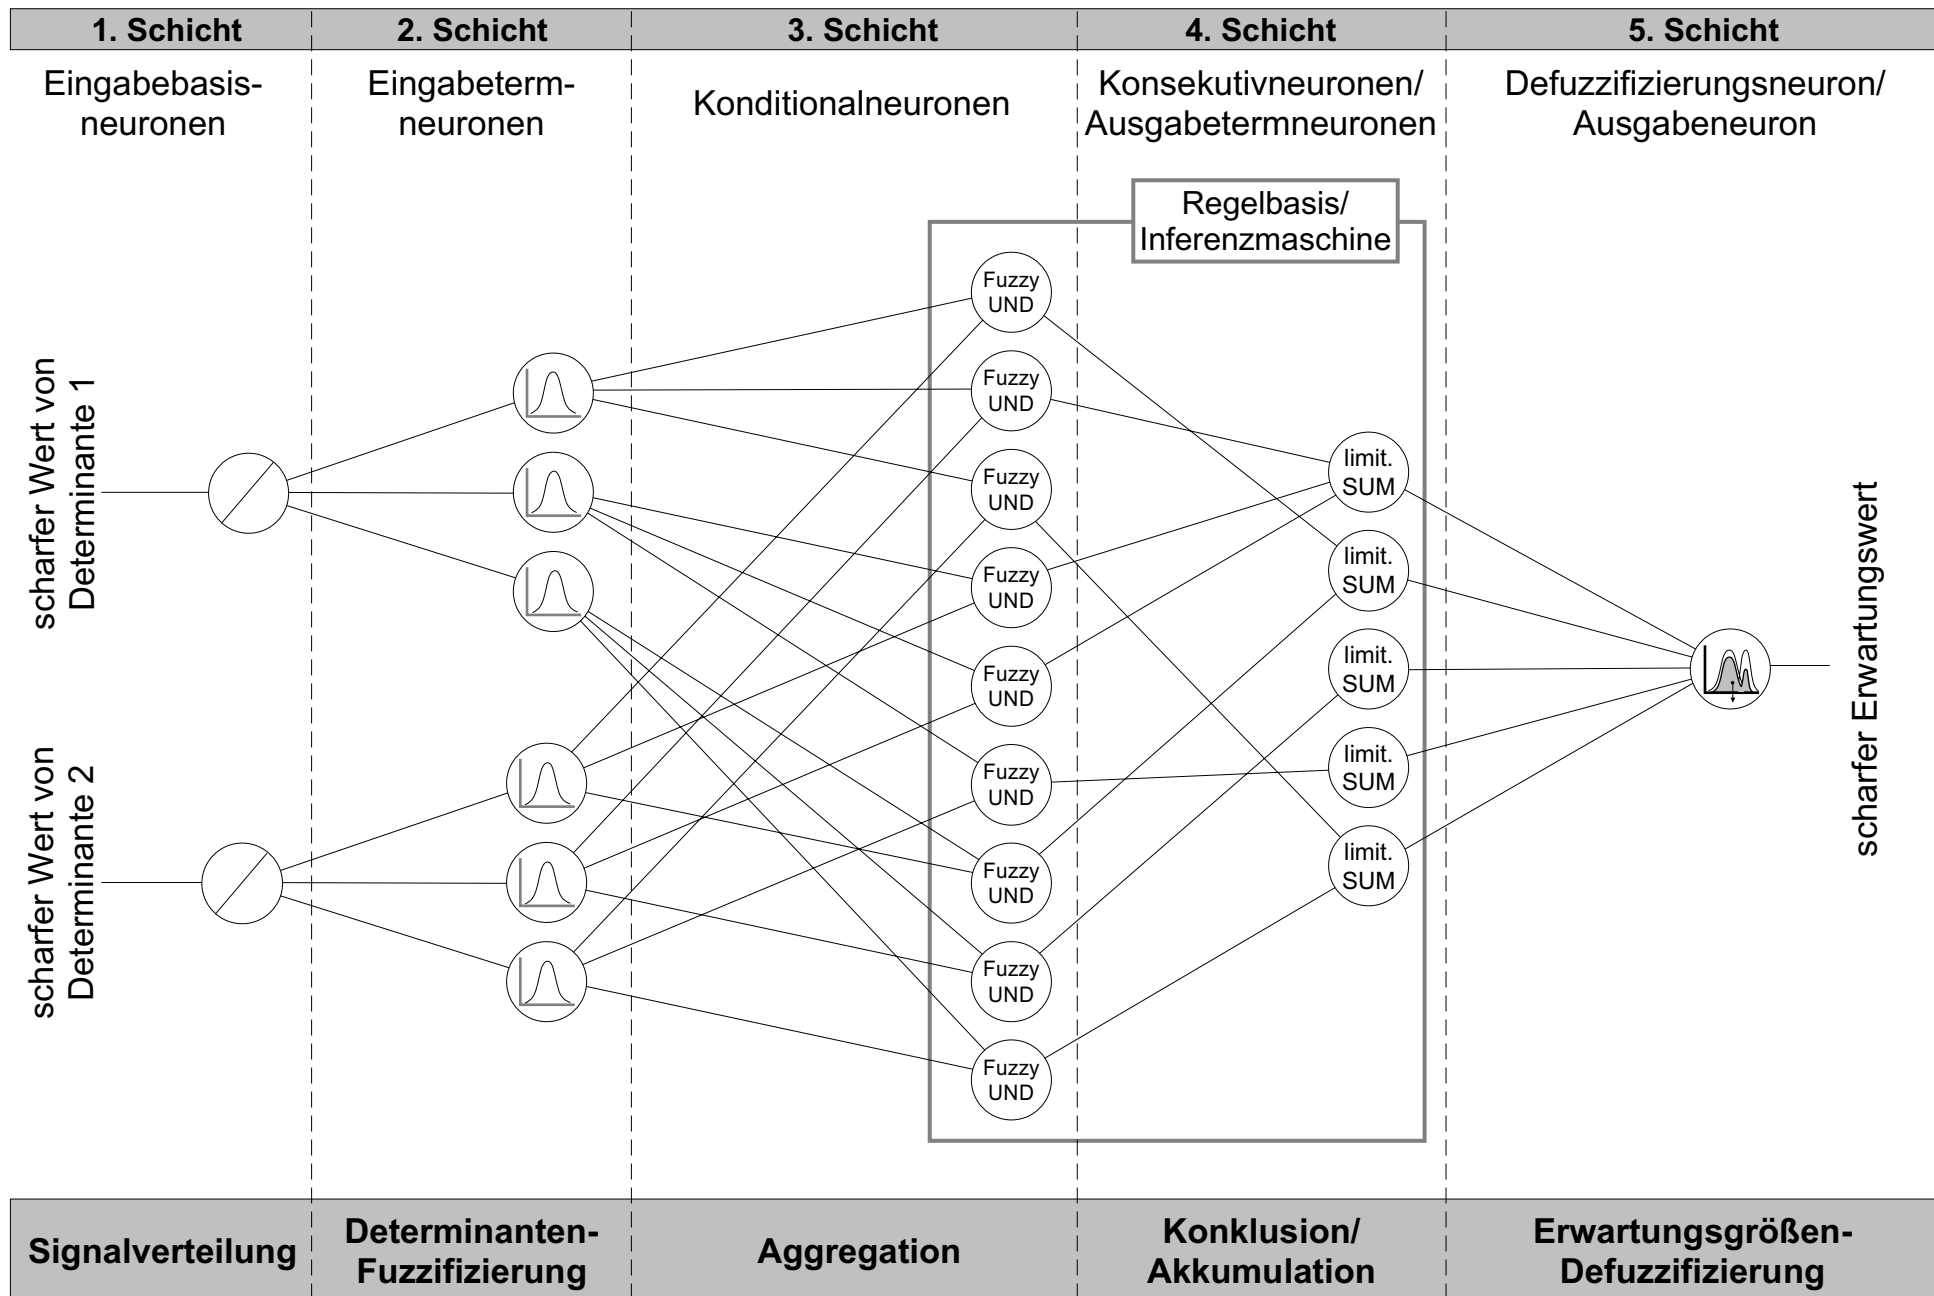 1. Schicht
2. Schicht
3. Schicht
4. Schicht
5. Schicht
Eingabebasis-
neuronen
Eingabeterm-
neuronen
Konditionalneuronen
Konsekutivneuronen/
Ausgabetermneuronen
Defuzzifizierungsneuron/
Ausgabeneuron
Regelbasis/
Inferenzmaschine
scharfer Wert von
Determinante 1
scharfer Wert von
Determinante 2
Fuzzy
UND
Fuzzy
UND
Fuzzy
UND
Fuzzy
UND
Fuzzy
UND
Fuzzy
UND
Fuzzy
UND
Fuzzy
UND
Fuzzy
UND
limit.
SUM
limit.
SUM
limit.
SUM
limit.
SUM
limit.
SUM
scharfer Erwartungswert
Signalverteilung
Determinanten-
Fuzzifizierung
Aggregation
Konklusion/
Akkumulation
Erwartungsgrößen-
Defuzzifizierung